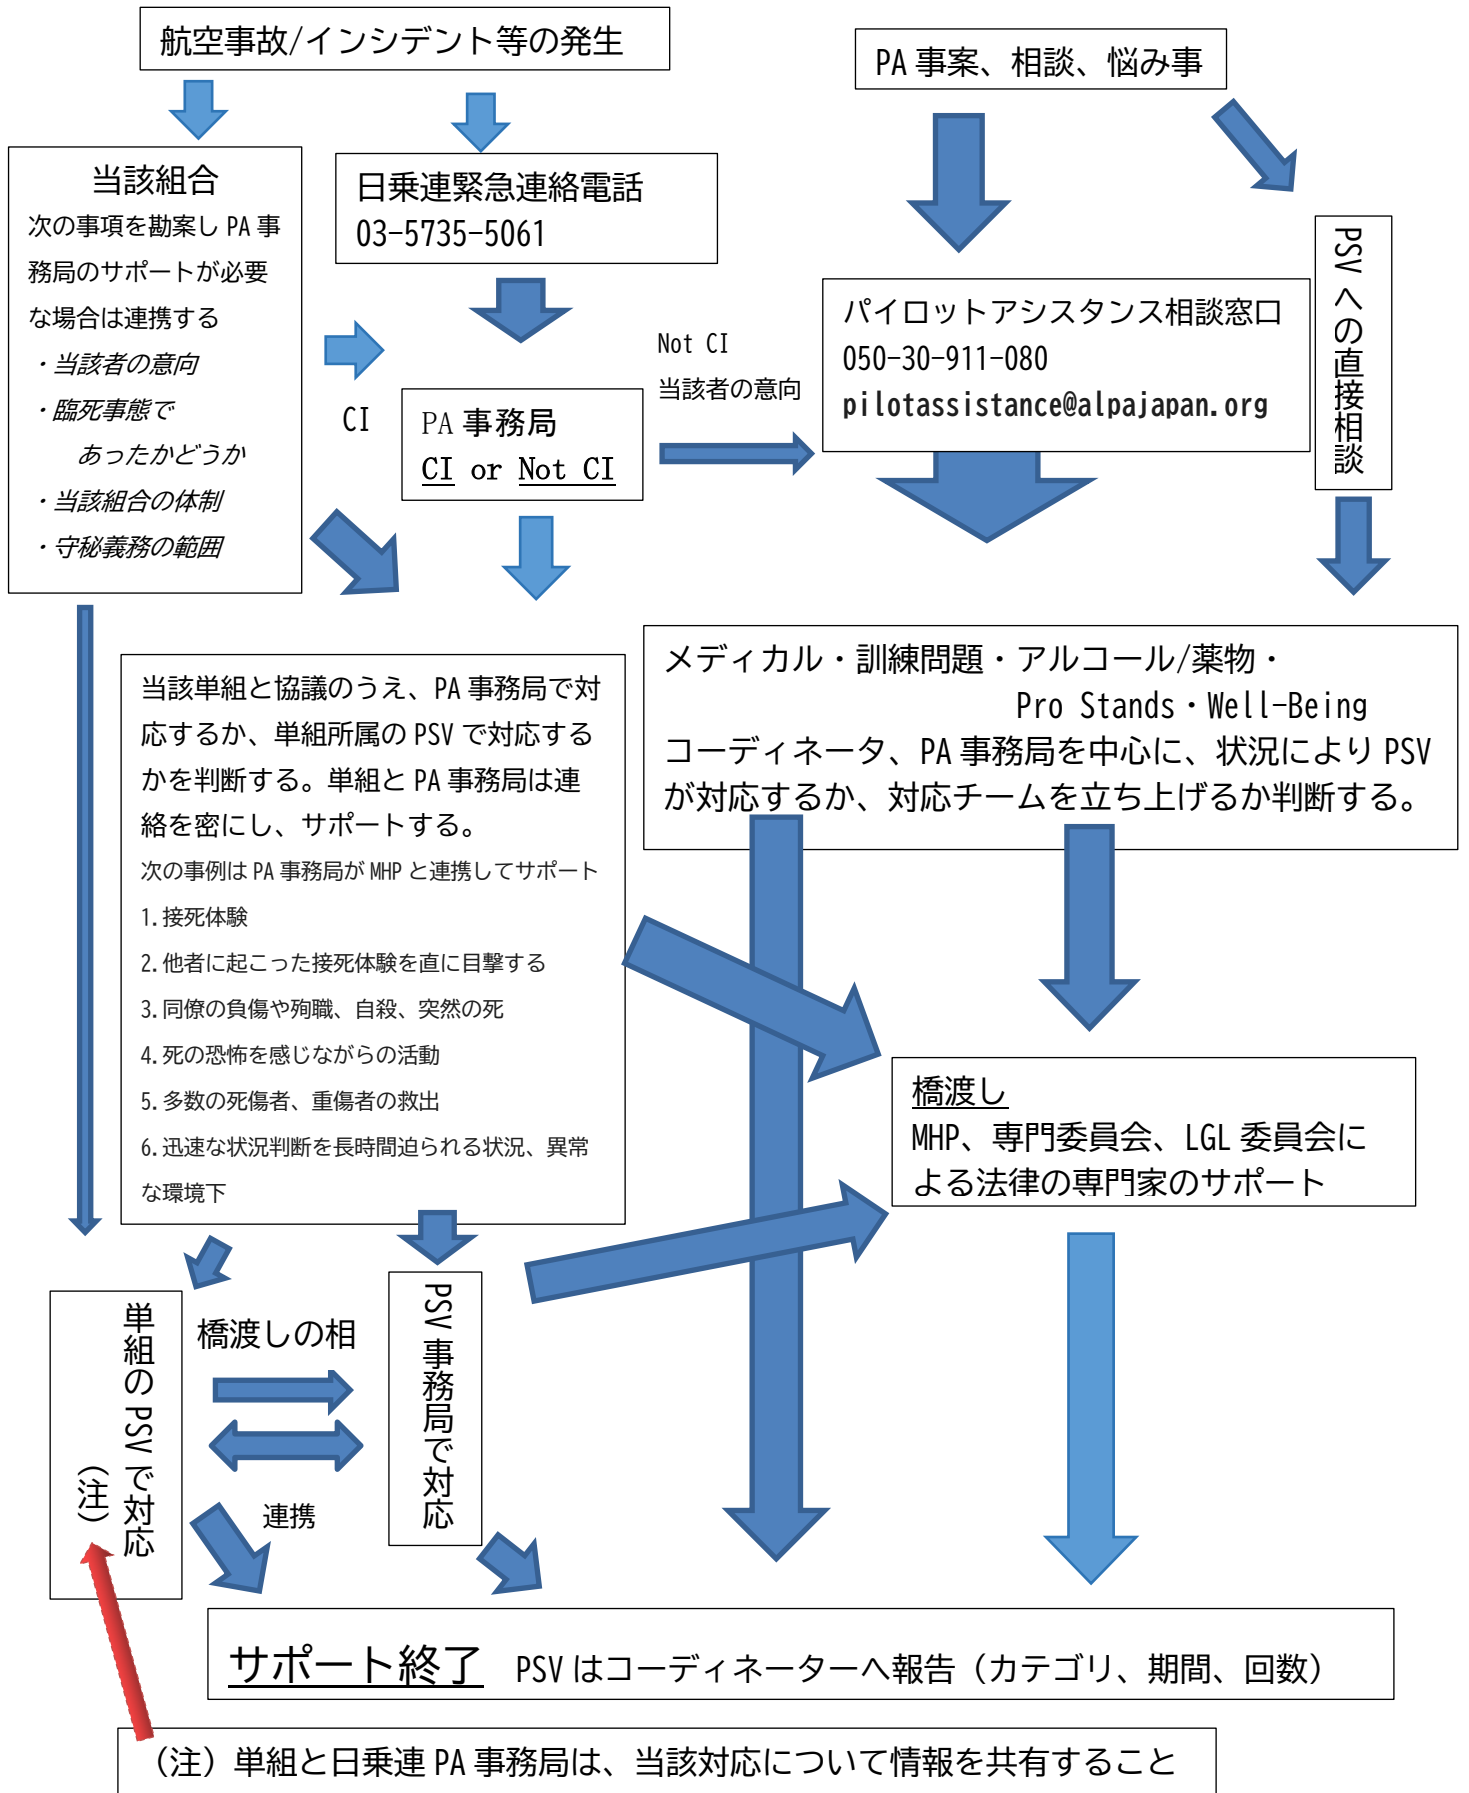 航空事故/インシデント等の発生
PA 事案、相談、悩み事
当該組合
次の事項を勘案し PA 事
務局のサポートが必要
な場合は連携する
・当該者の意向
・臨死事態で
あったかどうか
・当該組合の体制
・守秘義務の範囲
日乗連緊急連絡電話
03-5735-5061
CI
PA 事務局
CI or Not CI
Not CI
当該者の意向
パイロットアシスタンス相談窓口
050-30-911-080
pilotassistance@alpajapan.org
PSV への直接相談
当該単組と協議のうえ、PA 事務局で対
応するか、単組所属の PSV で対応する
かを判断する。単組と PA 事務局は連
絡を密にし、サポートする。
次の事例は PA 事務局が MHP と連携してサポート
1.接死体験
2.他者に起こった接死体験を直に目撃する
3.同僚の負傷や殉職、自殺、突然の死
4.死の恐怖を感じながらの活動
5.多数の死傷者、重傷者の救出
6.迅速な状況判断を長時間迫られる状況、異常
な環境下
メディカル・訓練問題・アルコール/薬物・
Pro Stands・Well-Being
コーディネータ、PA 事務局を中心に、状況により PSV
が対応するか、対応チームを立ち上げるか判断する。
橋渡し
MHP、専門委員会、LGL 委員会に
よる法律の専門家のサポート
単組の PSV で対応
（注）
橋渡しの相
連携
PSV 事務局で対応
サポート終了 PSV はコーディネーターへ報告（カテゴリ、期間、回数）
（注）単組と日乗連 PA 事務局は、当該対応について情報を共有すること